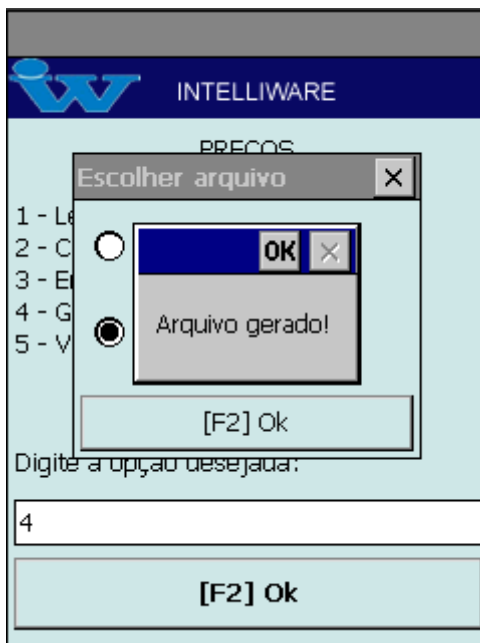 INTELLIWARE
PREÇOS
Escolher arquivo
1 - Le
2 - C
3 - E
4 - G
5 - V
OK
Arquivo gerado!
[F2] Ok
Digite a opção desejada:
4
[F2] Ok